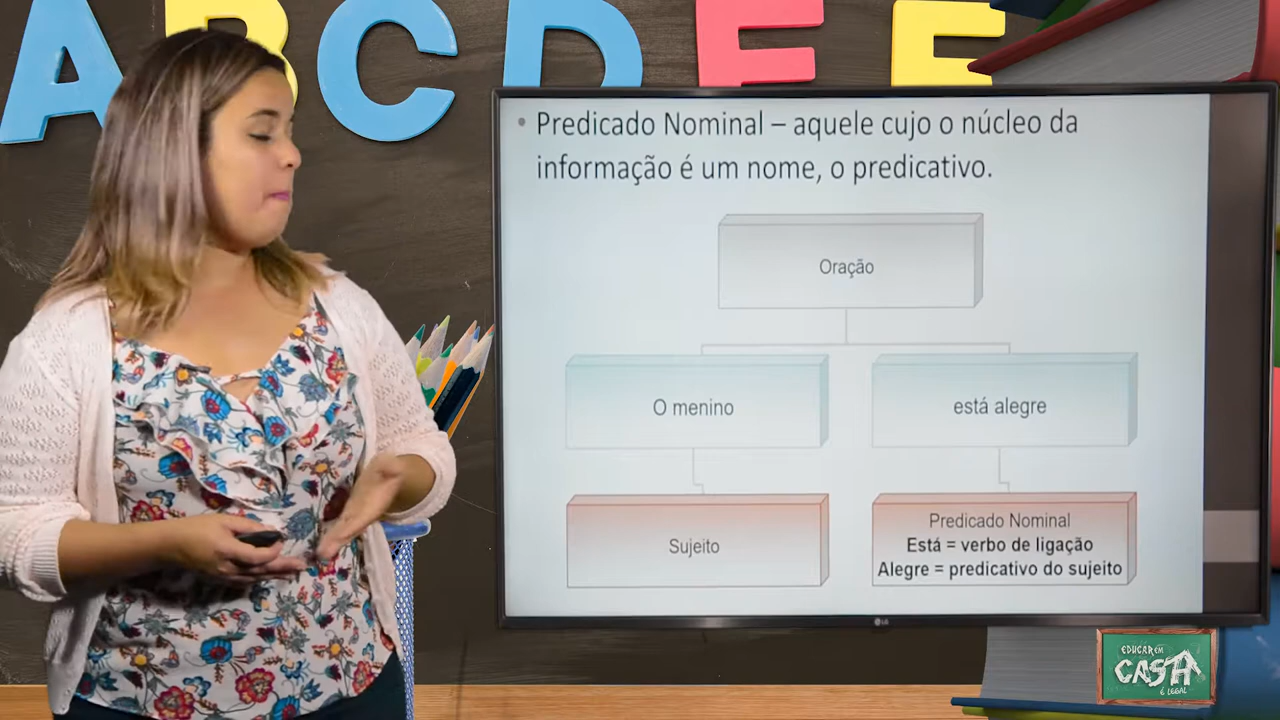 A B C D E F
• Predicado Nominal – aquele cujo o núcleo da
informação é um nome, o predicativo.
Oração
O menino
está alegre
Sujeito
Predicado Nominal
Está = verbo de ligação
Alegre = predicativo do sujeito
LG
EDUCAR EM
CASA
É LEGAL